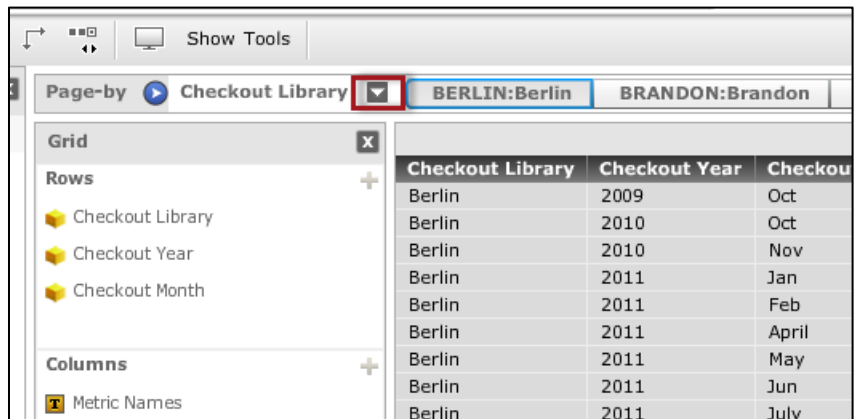 Show Tools
Page-by Checkout Library BERLIN:Berlin BRANDON:Brandon
Grid X
Rows
Checkout Library
Checkout Year
Checkout Month
Columns
T Metric Names
Checkout Library Checkout Year Checkou
Berlin 2009 Oct
Berlin 2010 Oct
Berlin 2010 Nov
Berlin 2011 Jan
Berlin 2011 Feb
Berlin 2011 April
Berlin 2011 May
Berlin 2011 Jun
Berlin 2011 July